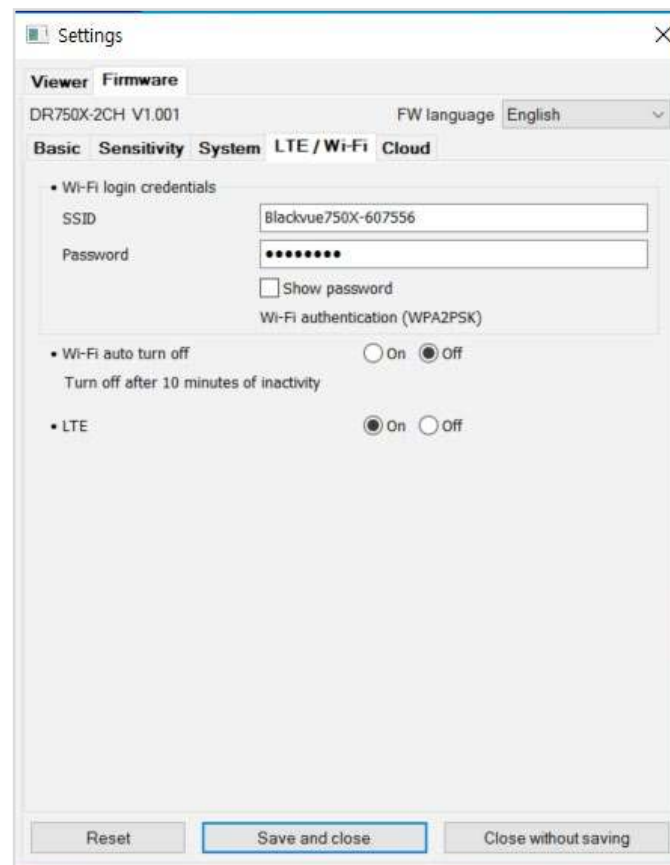 Settings
Viewer Firmware
DR750X-2CH V1.001 FW language English
Basic Sensitivity System LTE / Wi-Fi Cloud
• Wi-Fi login credentials
SSID Blackvue750X-607556
Password ●●●●●●●●
Show password
Wi-Fi authentication (WPA2PSK)
• Wi-Fi auto turn off On Off
Turn off after 10 minutes of inactivity
• LTE On Off
Reset Save and close Close without saving